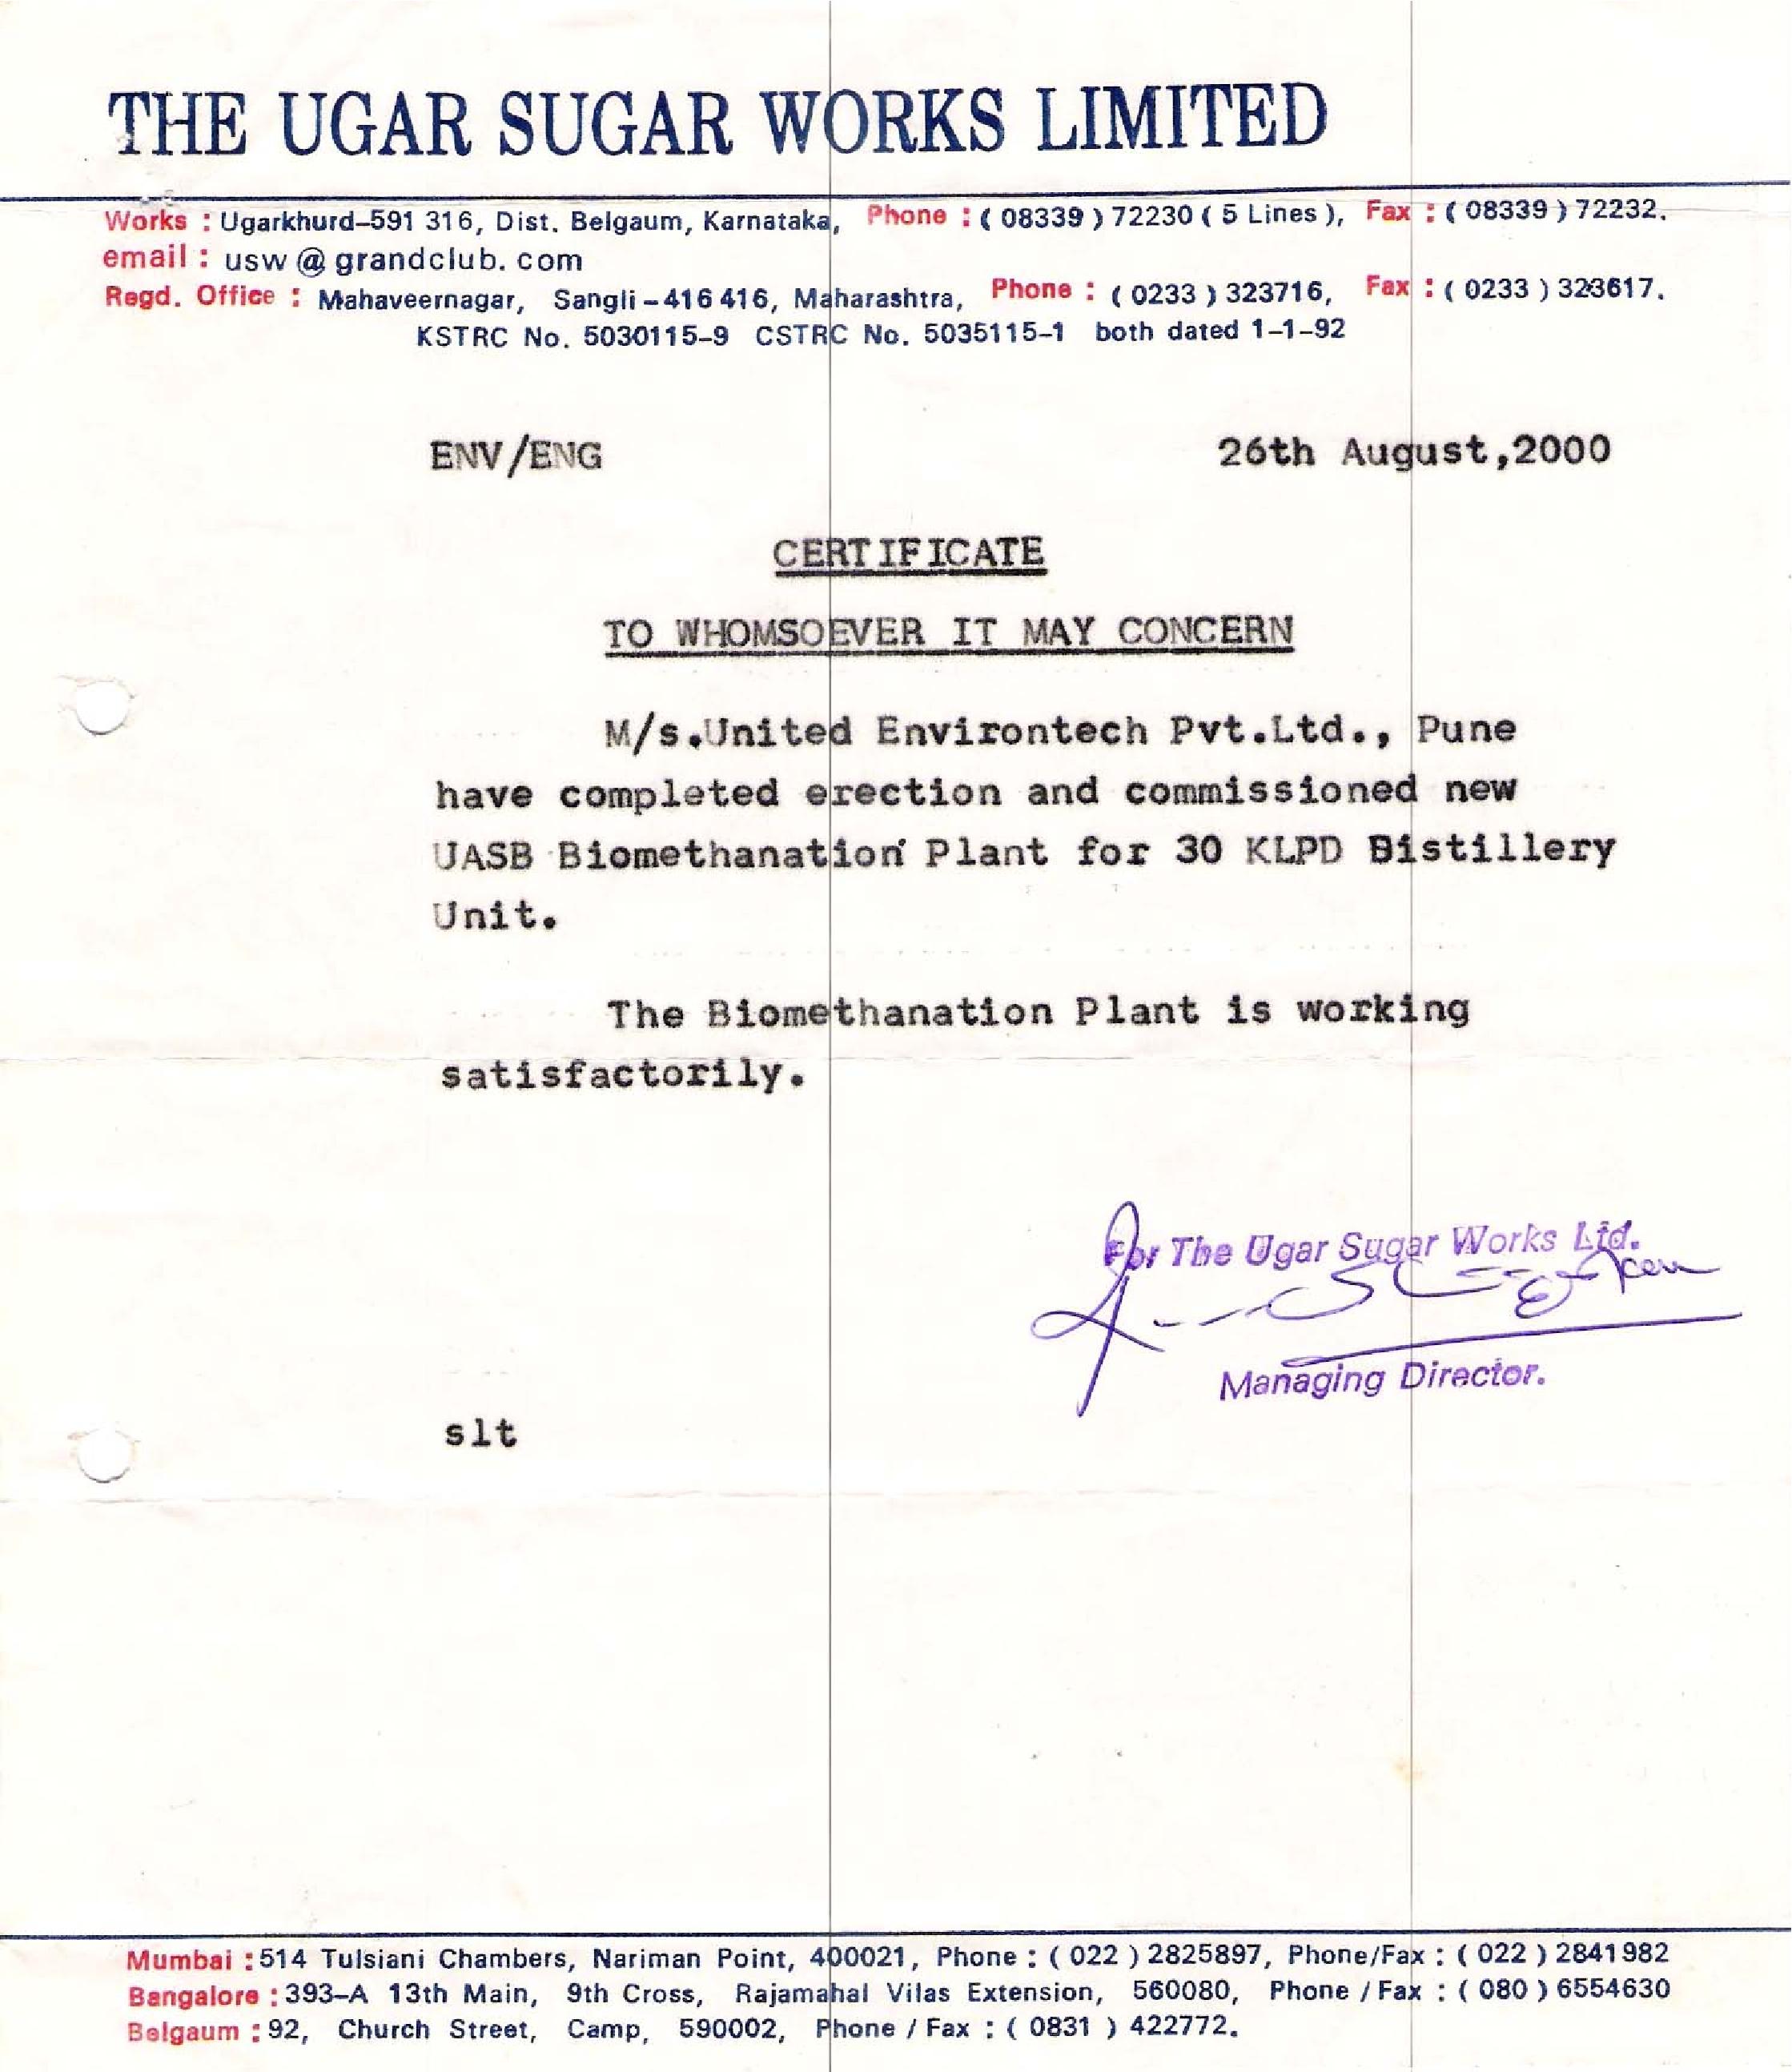 THE UGAR SUGAR WORKS LIMITED
Works : Ugarkhurd-591 316, Dist. Belgaum, Karnataka, Phone : ( 08339 ) 72230 ( 5 Lines ), Fax : ( 08339 ) 72232.
email : usw @ grandclub. com
Regd. Office : Mahaveernagar, Sangli - 416 416, Maharashtra, Phone : ( 0233 ) 323716, Fax : ( 0233 ) 323617.
KSTRC No. 5030115-9 CSTRC No. 5035115-1 both dated 1-1-92
ENV/ENG 26th August,2000
CERTIFICATE
TO WHOMSOEVER IT MAY CONCERN
M/s.United Environtech Pvt.Ltd., Pune
have completed erection and commissioned new
UASB Biomethanation Plant for 30 KLPD Distillery
Unit.
The Biomethanation Plant is working
satisfactorily.
For The Ugar Sugar Works Ltd.
Managing Director.
slt
Mumbai : 514 Tulsiani Chambers, Nariman Point, 400021, Phone : ( 022 ) 2825897, Phone/Fax : ( 022 ) 2841982
Bangalore : 393-A 13th Main, 9th Cross, Rajamahal Vilas Extension, 560080, Phone / Fax : ( 080 ) 6554630
Belgaum : 92, Church Street, Camp, 590002, Phone / Fax : ( 0831 ) 422772.